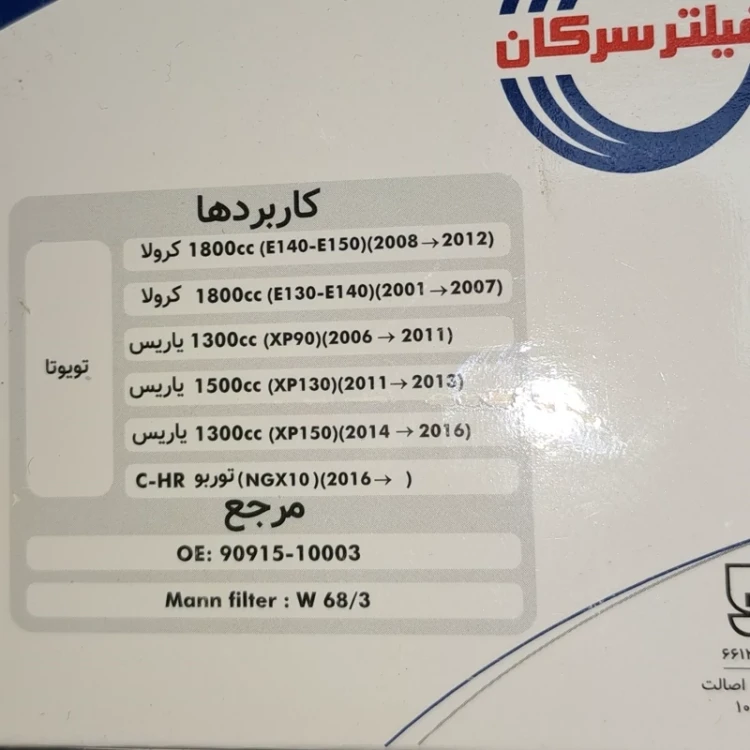 فیلتر سرکان
کاربردها
تویوتا
کرولا 1800cc (E140-E150)(2008→2012)
کرولا 1800cc (E130-E140)(2001→2007)
یاریس 1300cc (XP90)(2006→2011)
یاریس 1500cc (XP130)(2011→2013)
یاریس 1300cc (XP150)(2014→2016)
C-HR توربو (NGX10)(2016→ )
مرجع
OE: 90915-10003
Mann filter : W 68/3
اصالت